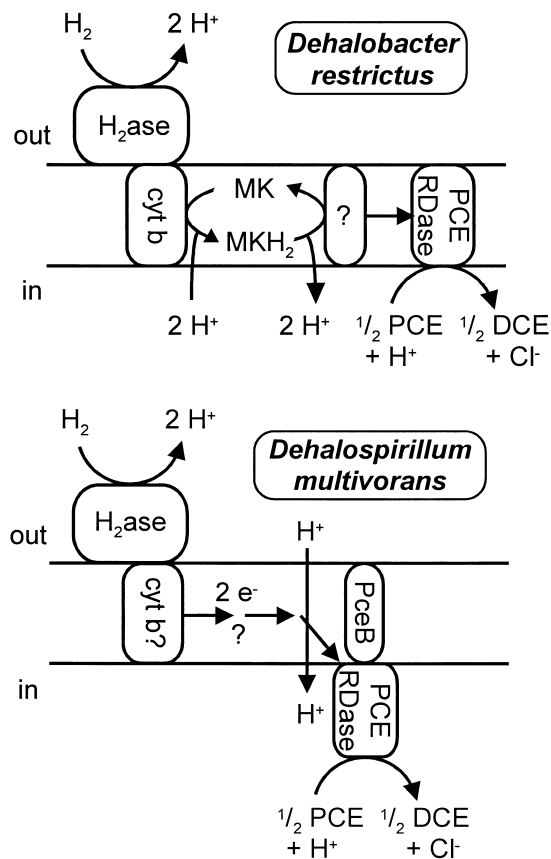 H₂ 2 H⁺
Dehalobacter
restrictus
H₂ase
out
cyt b
MK
MKH₂
?
PCE
RDase
in
2 H⁺ 2 H⁺ ¹/₂ PCE ¹/₂ DCE
+ H⁺ + Cl⁻
H₂ 2 H⁺
Dehalospirillum
multivorans
H₂ase
out
H⁺
cyt b?
2 e⁻
?
PceB
in
H⁺
PCE
RDase
¹/₂ PCE ¹/₂ DCE
+ H⁺ + Cl⁻